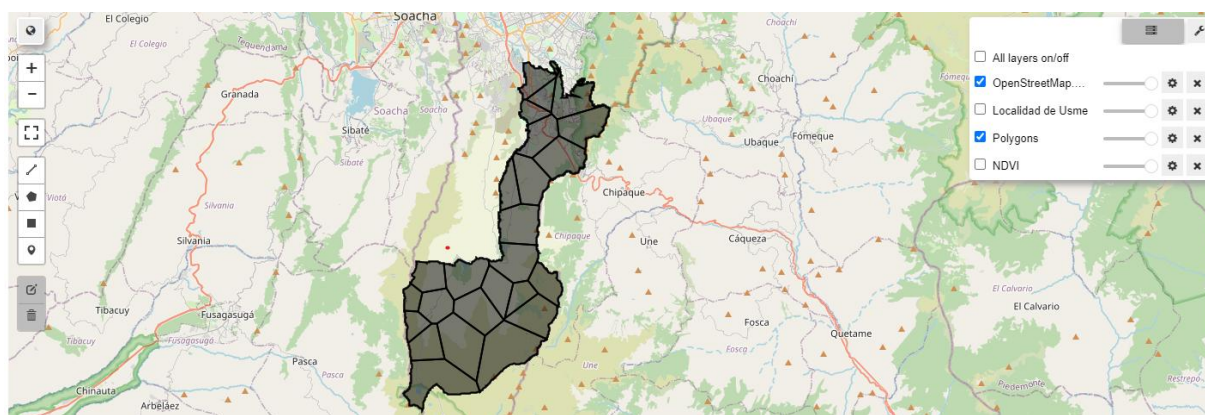 El Colegio
El Colegio
Tequendama
Soacha
Choachí
Granada
Soacha
Soacha
Choachí
Sibaté
Ubaque
Sibaté
Ubaque
Fómeque
Viotá
Silvania
Chipaque
Silvania
Chipaque
Une
Cáqueza
El Calvario
El Calvario
Tibacuy
Fusagasugá
Tibacuy
Fusagasugá
Fosca
Quetame
Pasca
Pasca
Une
Fosca
Chinauta
Arbeláez
Piedemonte
Restrepo
All layers on/off
OpenStreetMap....
Localidad de Usme
Polygons
NDVI